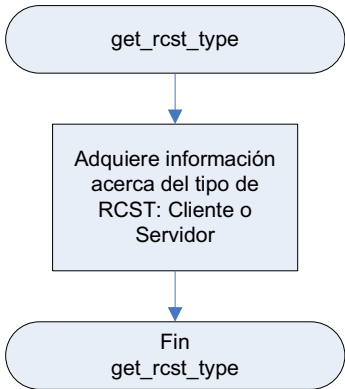 get_rcst_type
Adquiere información
acerca del tipo de
RCST: Cliente o
Servidor
Fin
get_rcst_type